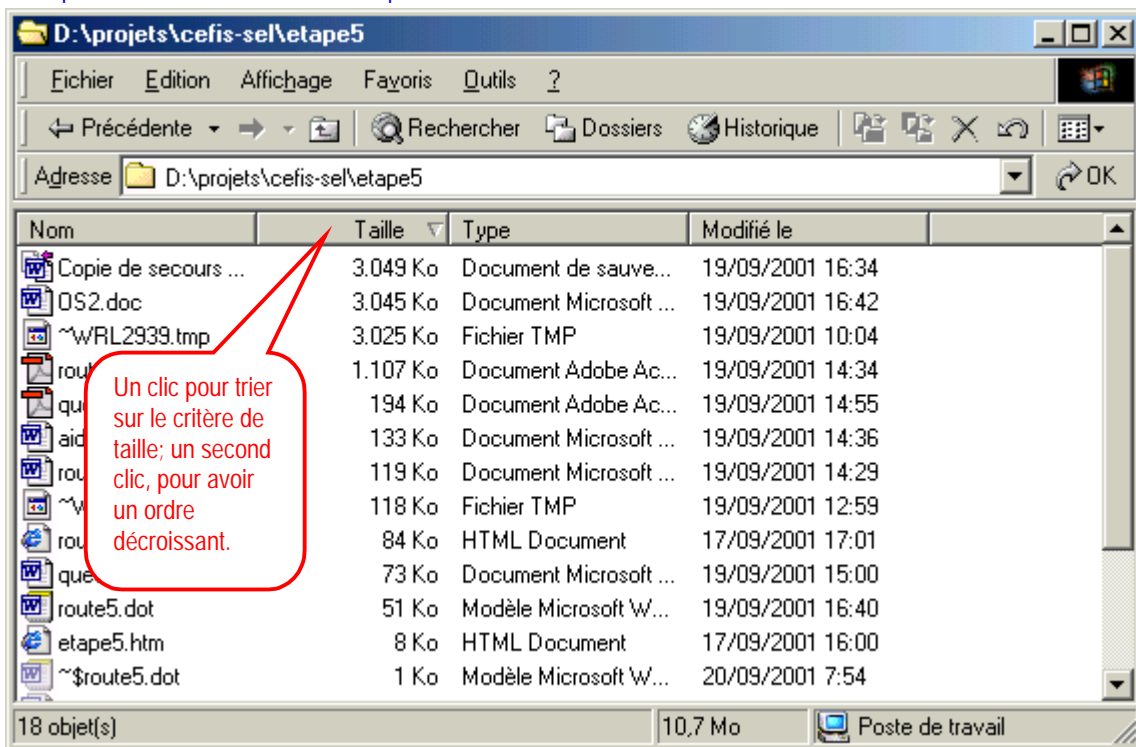 D:\projets\cefis-sel\etape5
Fichier Edition Affichage Favoris Outils ?
Précédente Rechercher Dossiers Historique
Adresse D:\projets\cefis-sel\etape5 OK
Nom Taille Type Modifié le
Copie de secours ... 3.049 Ko Document de sauve... 19/09/2001 16:34
OS2.doc 3.045 Ko Document Microsoft ... 19/09/2001 16:42
~WRL2939.tmp 3.025 Ko Fichier TMP 19/09/2001 10:04
1.107 Ko Document Adobe Ac... 19/09/2001 14:34
194 Ko Document Adobe Ac... 19/09/2001 14:55
133 Ko Document Microsoft ... 19/09/2001 14:36
119 Ko Document Microsoft ... 19/09/2001 14:29
118 Ko Fichier TMP 19/09/2001 12:59
84 Ko HTML Document 17/09/2001 17:01
73 Ko Document Microsoft ... 19/09/2001 15:00
route5.dot 51 Ko Modèle Microsoft W... 19/09/2001 16:40
etape5.htm 8 Ko HTML Document 17/09/2001 16:00
~$route5.dot 1 Ko Modèle Microsoft W... 20/09/2001 7:54
Un clic pour trier
sur le critère de
taille; un second
clic, pour avoir
un ordre
décroissant.
18 objet(s) 10,7 Mo Poste de travail